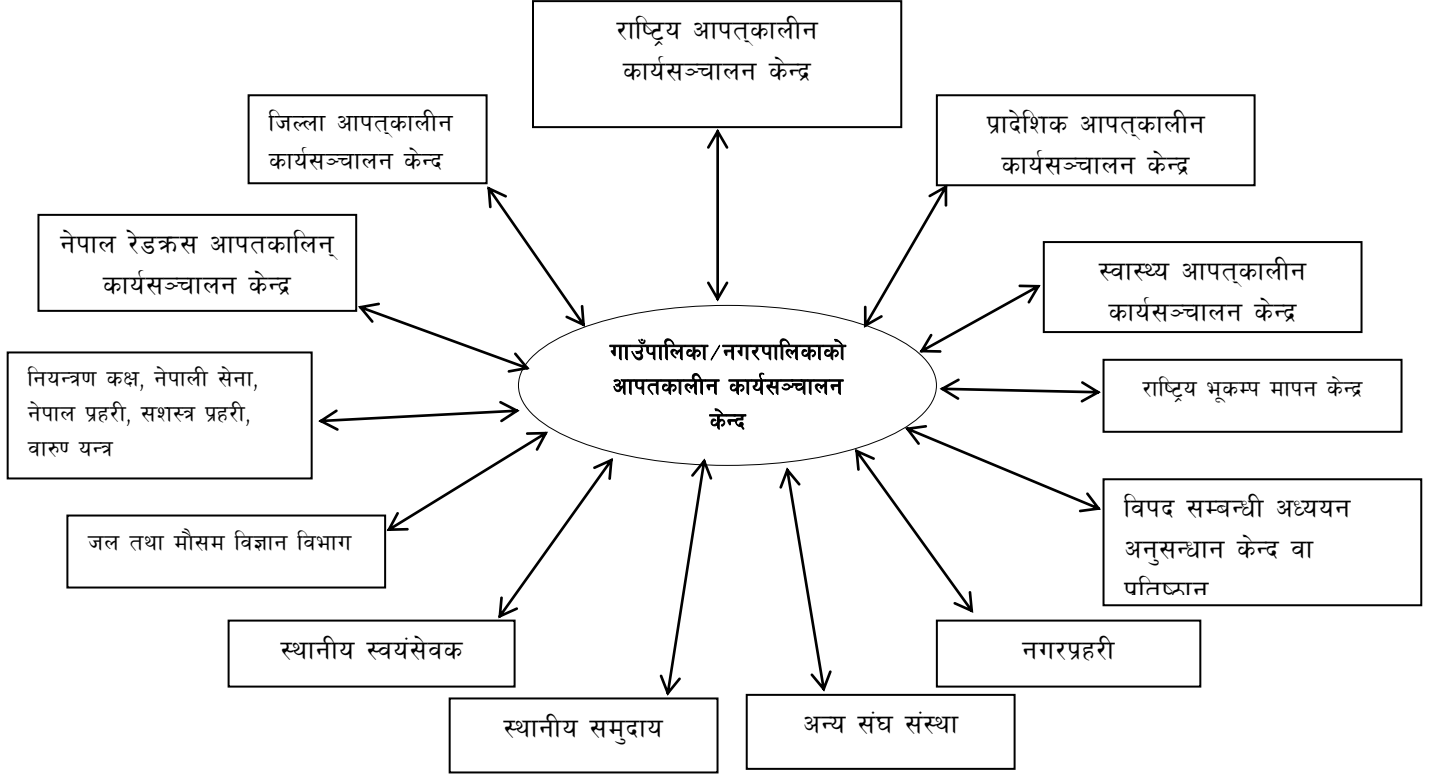 राष्ट्रिय आपत्‌कालीन
कार्यसञ्चालन केन्द्र
जिल्ला आपत्‌कालीन
कार्यसञ्चालन केन्द
प्रादेशिक आपत्‌कालीन
कार्यसञ्चालन केन्द्र
नेपाल रेडक्रस आपतकालिन्
कार्यसञ्चालन केन्द्र
स्वास्थ्य आपत्‌कालीन
कार्यसञ्चालन केन्द्र
गाउँपालिका/नगरपालिकाको
आपतकालीन कार्यसञ्चालन
केन्द
नियन्त्रण कक्ष, नेपाली सेना,
नेपाल प्रहरी, सशस्त्र प्रहरी,
वारुण यन्त्र
राष्ट्रिय भूकम्प मापन केन्द्र
जल तथा मौसम विज्ञान विभाग
विपद सम्बन्धी अध्ययन
अनुसन्धान केन्द वा
स्थानीय स्वयंसेवक
नगरप्रहरी
स्थानीय समुदाय
अन्य संघ संस्था